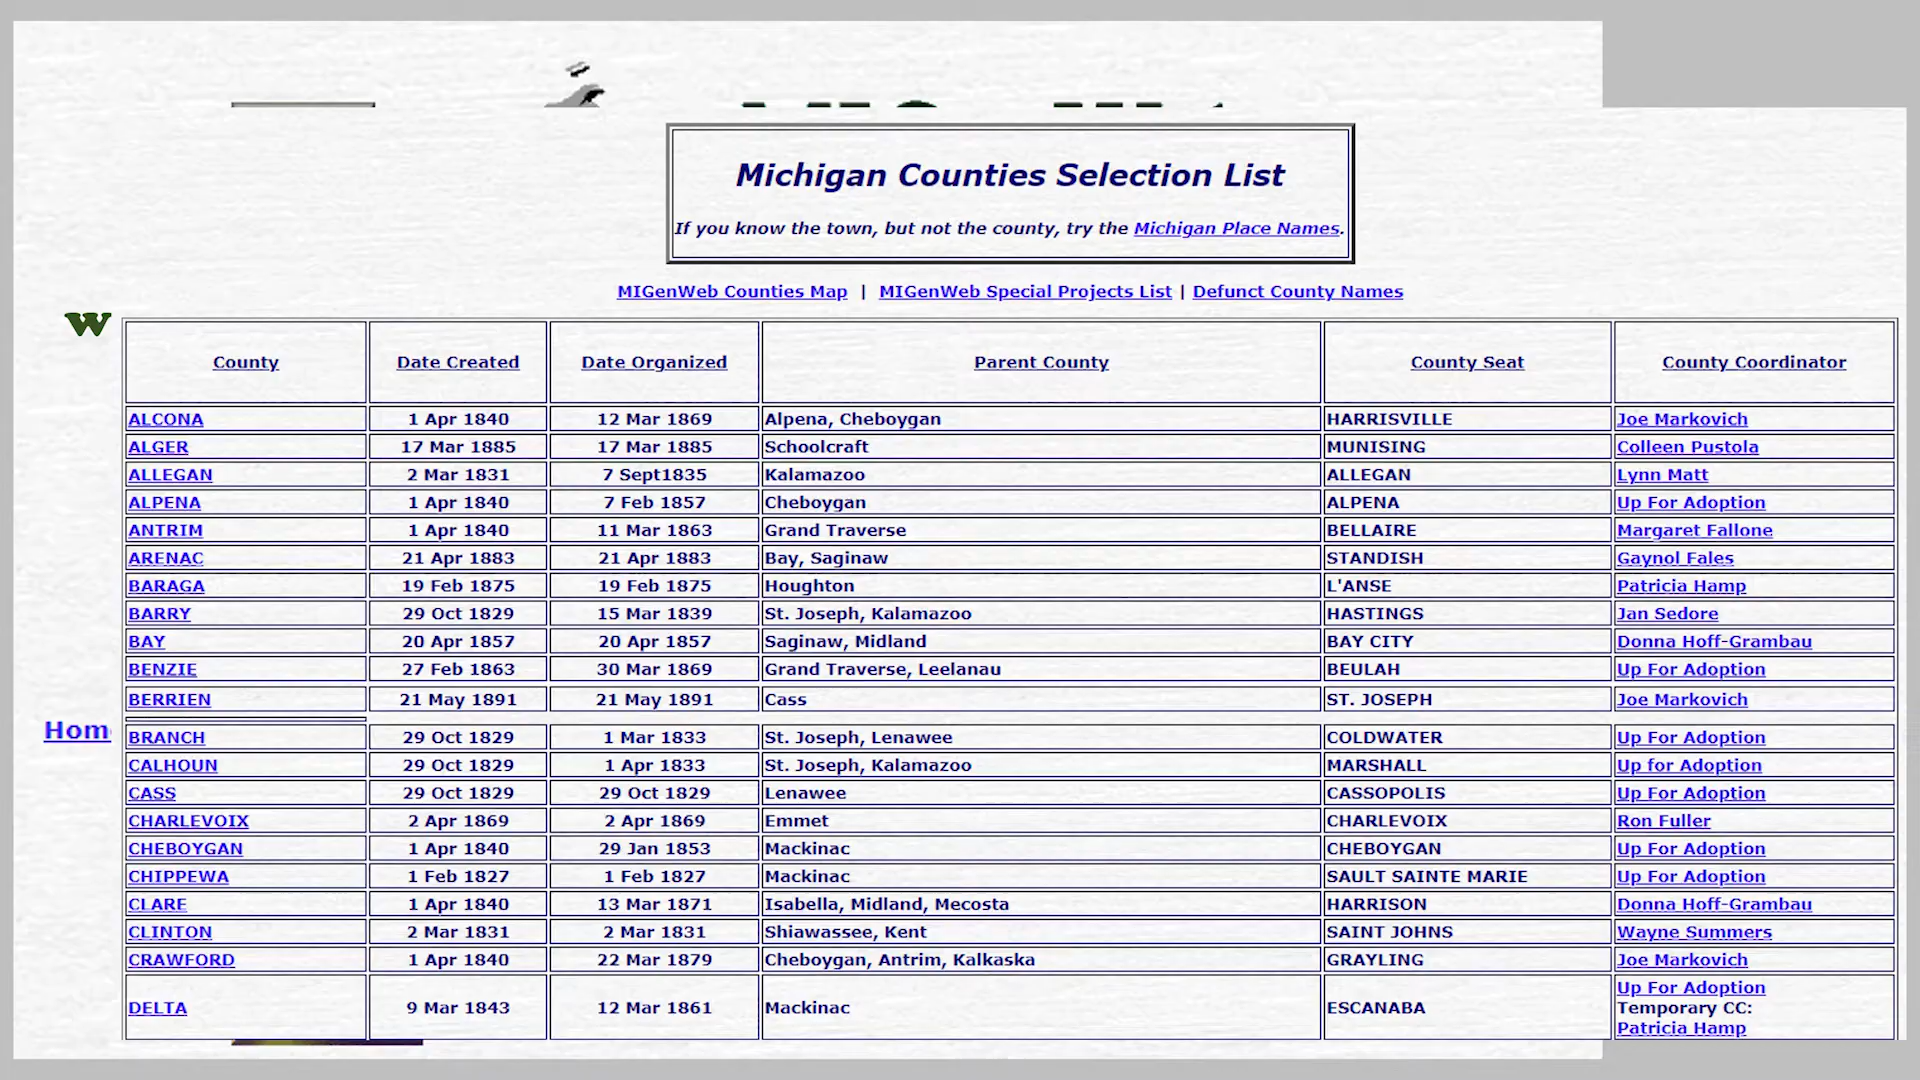 Michigan Counties Selection List
If you know the town, but not the county, try the Michigan Place Names.
MIGenWeb Counties Map | MIGenWeb Special Projects List | Defunct County Names
W
County Date Created Date Organized Parent County County Seat County Coordinator
ALCONA 1 Apr 1840 12 Mar 1869 Alpena, Cheboygan HARRISVILLE Joe Markovich
ALGER 17 Mar 1885 17 Mar 1885 Schoolcraft MUNISING Colleen Pustola
ALLEGAN 2 Mar 1831 7 Sept1835 Kalamazoo ALLEGAN Lynn Matt
ALPENA 1 Apr 1840 7 Feb 1857 Cheboygan ALPENA Up For Adoption
ANTRIM 1 Apr 1840 11 Mar 1863 Grand Traverse BELLAIRE Margaret Fallone
ARENAC 21 Apr 1883 21 Apr 1883 Bay, Saginaw STANDISH Gaynol Fales
BARAGA 19 Feb 1875 19 Feb 1875 Houghton L'ANSE Patricia Hamp
BARRY 29 Oct 1829 15 Mar 1839 St. Joseph, Kalamazoo HASTINGS Jan Sedore
BAY 20 Apr 1857 20 Apr 1857 Saginaw, Midland BAY CITY Donna Hoff-Grambau
BENZIE 27 Feb 1863 30 Mar 1869 Grand Traverse, Leelanau BEULAH Up For Adoption
BERRIEN 21 May 1891 21 May 1891 Cass ST. JOSEPH Joe Markovich
Hom
BRANCH 29 Oct 1829 1 Mar 1833 St. Joseph, Lenawee COLDWATER Up For Adoption
CALHOUN 29 Oct 1829 1 Apr 1833 St. Joseph, Kalamazoo MARSHALL Up for Adoption
CASS 29 Oct 1829 29 Oct 1829 Lenawee CASSOPOLIS Up For Adoption
CHARLEVOIX 2 Apr 1869 2 Apr 1869 Emmet CHARLEVOIX Ron Fuller
CHEBOYGAN 1 Apr 1840 29 Jan 1853 Mackinac CHEBOYGAN Up For Adoption
CHIPPEWA 1 Feb 1827 1 Feb 1827 Mackinac SAULT SAINTE MARIE Up For Adoption
CLARE 1 Apr 1840 13 Mar 1871 Isabella, Midland, Mecosta HARRISON Donna Hoff-Grambau
CLINTON 2 Mar 1831 2 Mar 1831 Shiawassee, Kent SAINT JOHNS Wayne Summers
CRAWFORD 1 Apr 1840 22 Mar 1879 Cheboygan, Antrim, Kalkaska GRAYLING Joe Markovich
DELTA 9 Mar 1843 12 Mar 1861 Mackinac ESCANABA Up For Adoption
Temporary CC:
Patricia Hamp